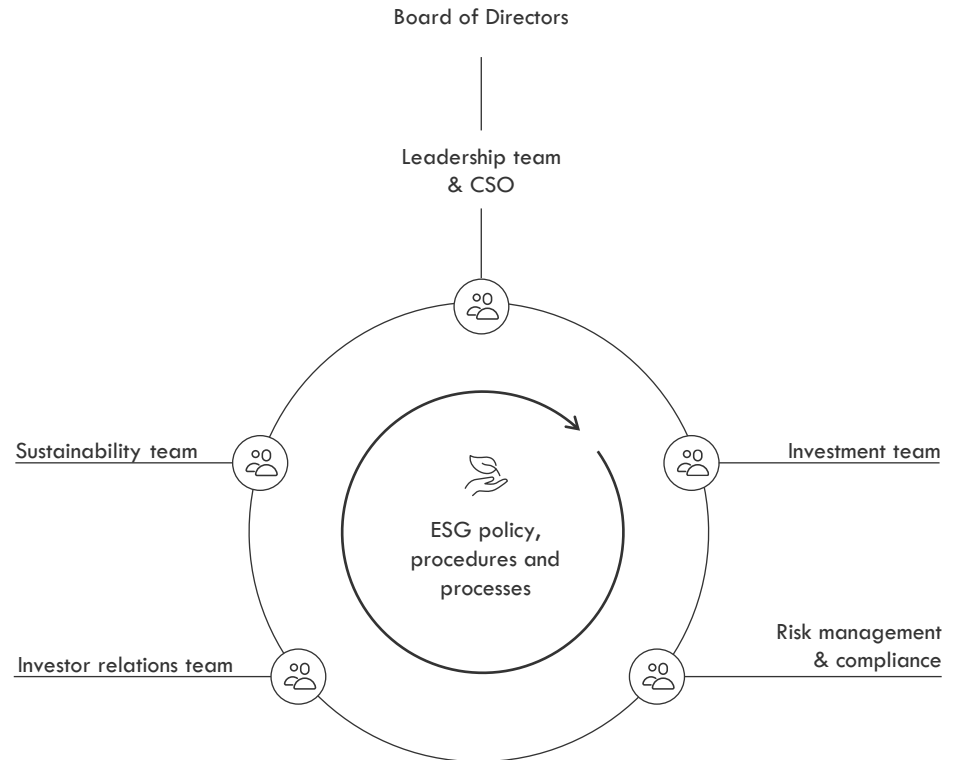 Board of Directors
Leadership team
& CSO
Sustainability team
Investment team
ESG policy,
procedures and
processes
Risk management
& compliance
Investor relations team